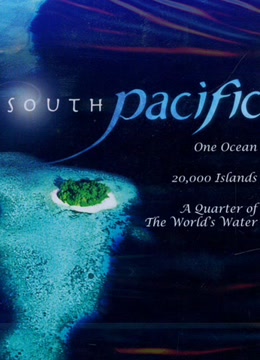 SOUTH pacific
One Ocean
20,000 Islands
A Quarter of
The World's Water